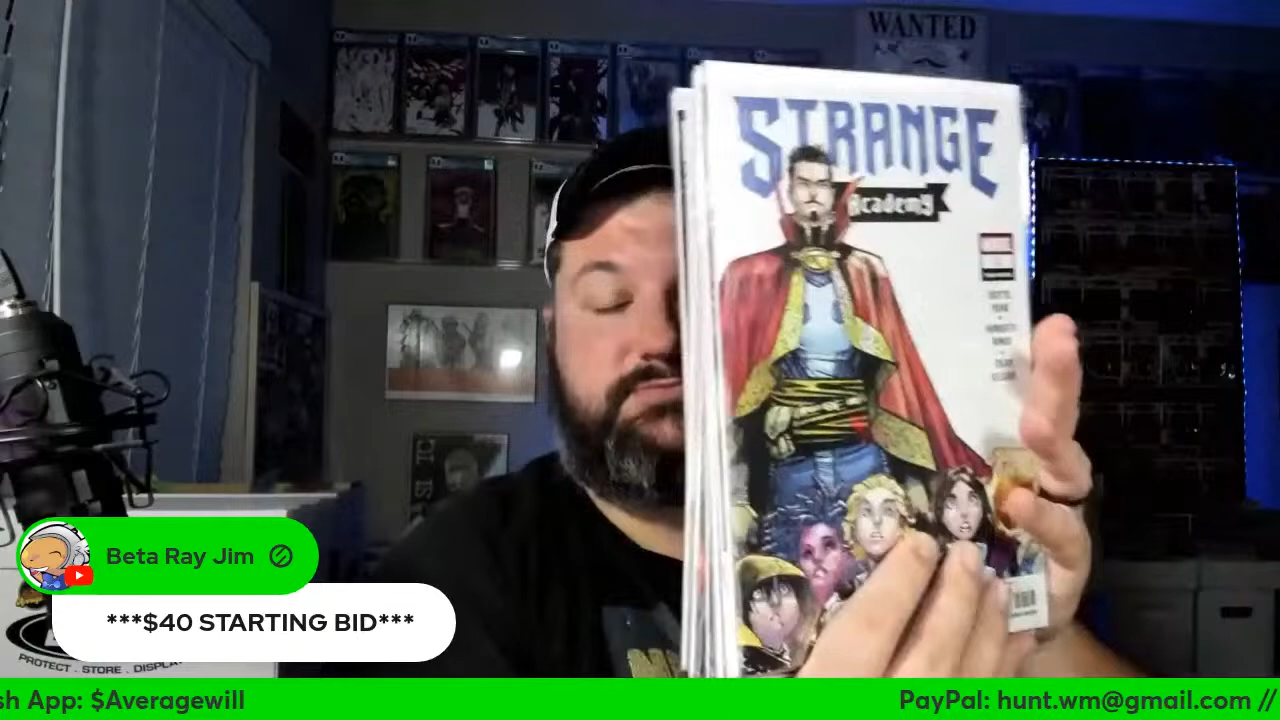 WANTED
STRANGE
Academy
Beta Ray Jim
***$40 STARTING BID***
PROTECT . STORE . DISPLA
sh App: $Averagewill
PayPal: hunt.wm@gmail.com //